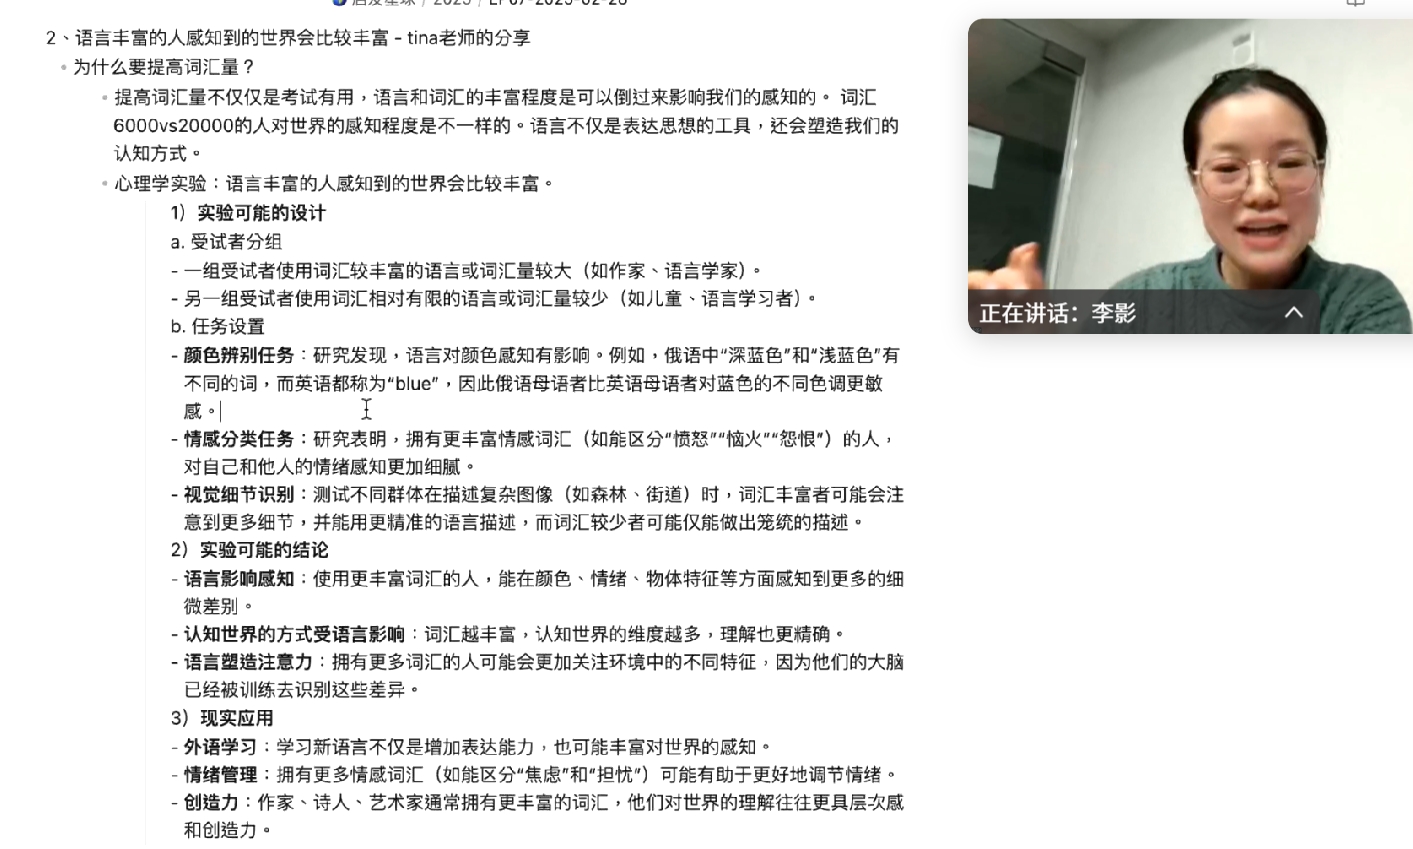 启发星球 / 2025 / EP07-2025-02-26
2、语言丰富的人感知到的世界会比较丰富 - tina老师的分享
为什么要提高词汇量？
提高词汇量不仅仅是考试有用，语言和词汇的丰富程度是可以倒过来影响我们的感知的。 词汇
6000vs20000的人对世界的感知程度是不一样的。语言不仅是表达思想的工具，还会塑造我们的
认知方式。
心理学实验：语言丰富的人感知到的世界会比较丰富。
1）实验可能的设计
a. 受试者分组
- 一组受试者使用词汇较丰富的语言或词汇量较大（如作家、语言学家）。
- 另一组受试者使用词汇相对有限的语言或词汇量较少（如儿童、语言学习者）。
b. 任务设置
- 颜色辨别任务：研究发现，语言对颜色感知有影响。例如，俄语中“深蓝色”和“浅蓝色”有
不同的词，而英语都称为“blue”，因此俄语母语者比英语母语者对蓝色的不同色调更敏
感。
- 情感分类任务：研究表明，拥有更丰富情感词汇（如能区分“愤怒”“恼火”“怨恨”）的人，
对自己和他人的情绪感知更加细腻。
- 视觉细节识别：测试不同群体在描述复杂图像（如森林、街道）时，词汇丰富者可能会注
意到更多细节，并能用更精准的语言描述，而词汇较少者可能仅能做出笼统的描述。
2）实验可能的结论
- 语言影响感知：使用更丰富词汇的人，能在颜色、情绪、物体特征等方面感知到更多的细
微差别。
- 认知世界的方式受语言影响：词汇越丰富，认知世界的维度越多，理解也更精确。
- 语言塑造注意力：拥有更多词汇的人可能会更加关注环境中的不同特征，因为他们的大脑
已经被训练去识别这些差异。
3）现实应用
- 外语学习：学习新语言不仅是增加表达能力，也可能丰富对世界的感知。
- 情绪管理：拥有更多情感词汇（如能区分“焦虑”和“担忧”）可能有助于更好地调节情绪。
- 创造力：作家、诗人、艺术家通常拥有更丰富的词汇，他们对世界的理解往往更具层次感
和创造力。
正在讲话：李影